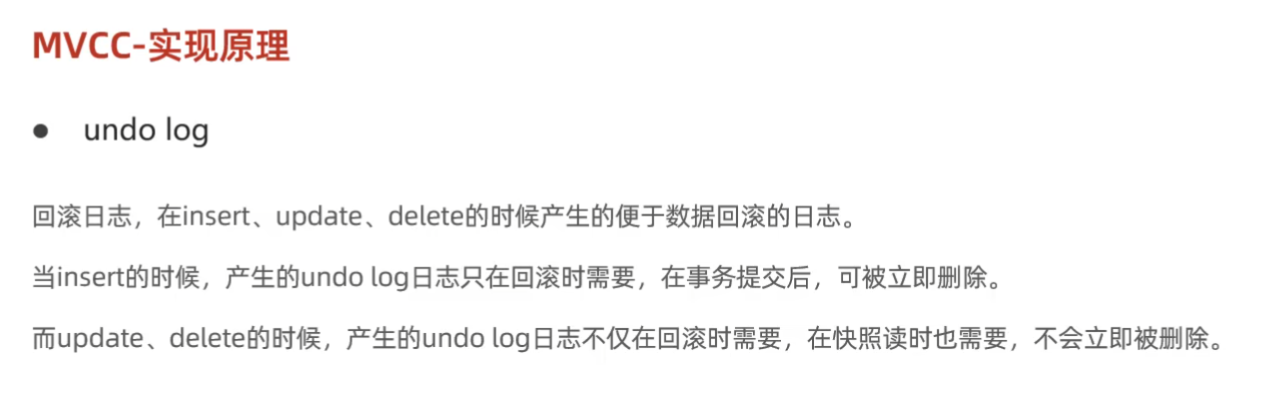 MVCC-实现原理
● undo log
回滚日志，在insert、update、delete的时候产生的便于数据回滚的日志。
当insert的时候，产生的undo log日志只在回滚时需要，在事务提交后，可被立即删除。
而update、delete的时候，产生的undo log日志不仅在回滚时需要，在快照读时也需要，不会立即被删除。